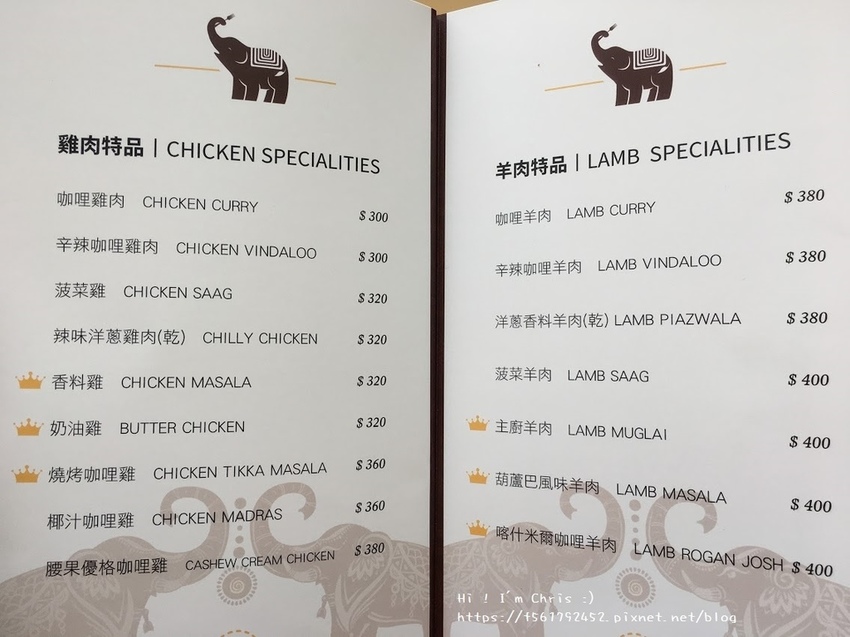 雞肉特品 | CHICKEN SPECIALITIES
咖哩雞肉 CHICKEN CURRY $ 300
辛辣咖哩雞肉 CHICKEN VINDALOO $ 300
菠菜雞 CHICKEN SAAG $ 320
辣味洋蔥雞肉(乾) CHILLY CHICKEN $ 320
香料雞 CHICKEN MASALA $ 320
奶油雞 BUTTER CHICKEN $ 320
燒烤咖哩雞 CHICKEN TIKKA MASALA $ 360
椰汁咖哩雞 CHICKEN MADRAS $ 360
腰果優格咖哩雞 CASHEW CREAM CHICKEN $ 380
羊肉特品 | LAMB SPECIALITIES
咖哩羊肉 LAMB CURRY $ 380
辛辣咖哩羊肉 LAMB VINDALOO $ 380
洋蔥香料羊肉(乾) LAMB PIAZWALA $ 380
菠菜羊肉 LAMB SAAG $ 400
主廚羊肉 LAMB MUGLAI $ 400
葫蘆巴風味羊肉 LAMB MASALA $ 400
喀什米爾咖哩羊肉 LAMB ROGAN JOSH $ 400
Hi ! I'm Chris :)
https://f567792452.pixnet.net/blog